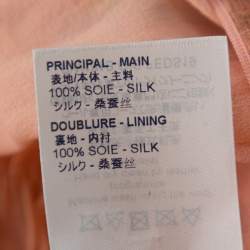 PRINCIPAL - MAIN
表地/本体 - 主料
100% SOIE - SILK
シルク - 桑蚕丝
DOUBLURE - LINING
裏地 - 内衬
100% SOIE - SILK
シルク - 桑蚕丝